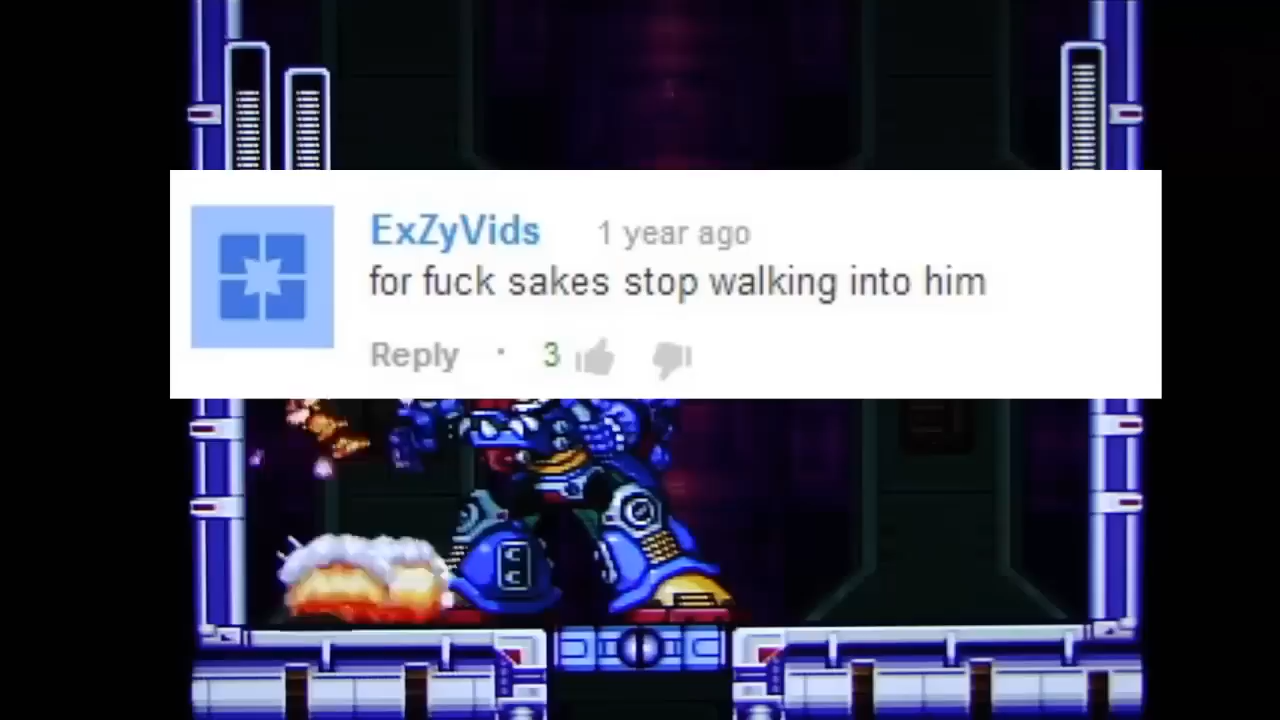 ExZyVids 1 year ago
for fuck sakes stop walking into him
Reply · 3